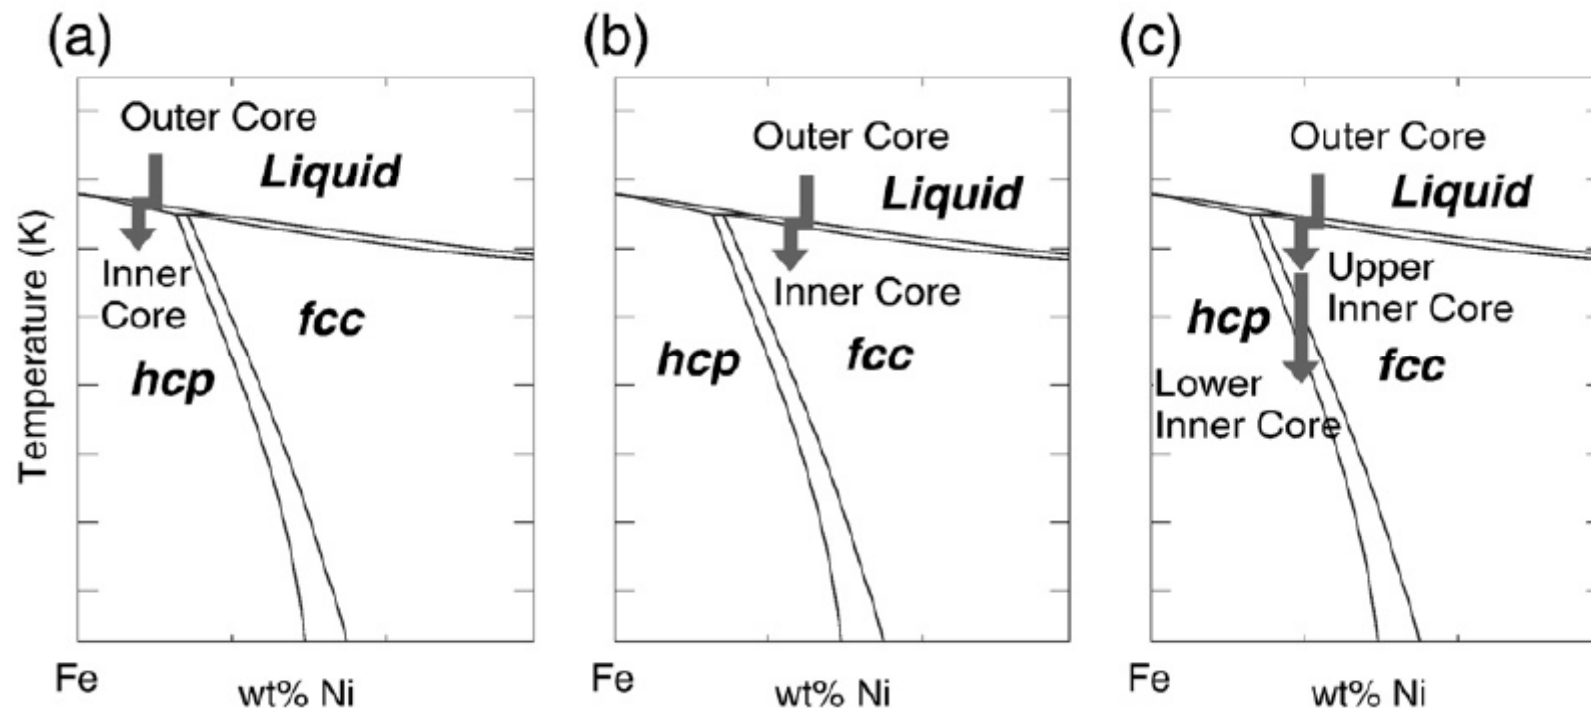 (a)
Outer Core
Liquid
Inner
Core
fcc
hcp
Temperature (K)
Fe
wt% Ni
(b)
Outer Core
Liquid
Inner Core
hcp
fcc
Fe
wt% Ni
(c)
Outer Core
Liquid
Upper
Inner Core
hcp
fcc
Lower
Inner Core
Fe
wt% Ni